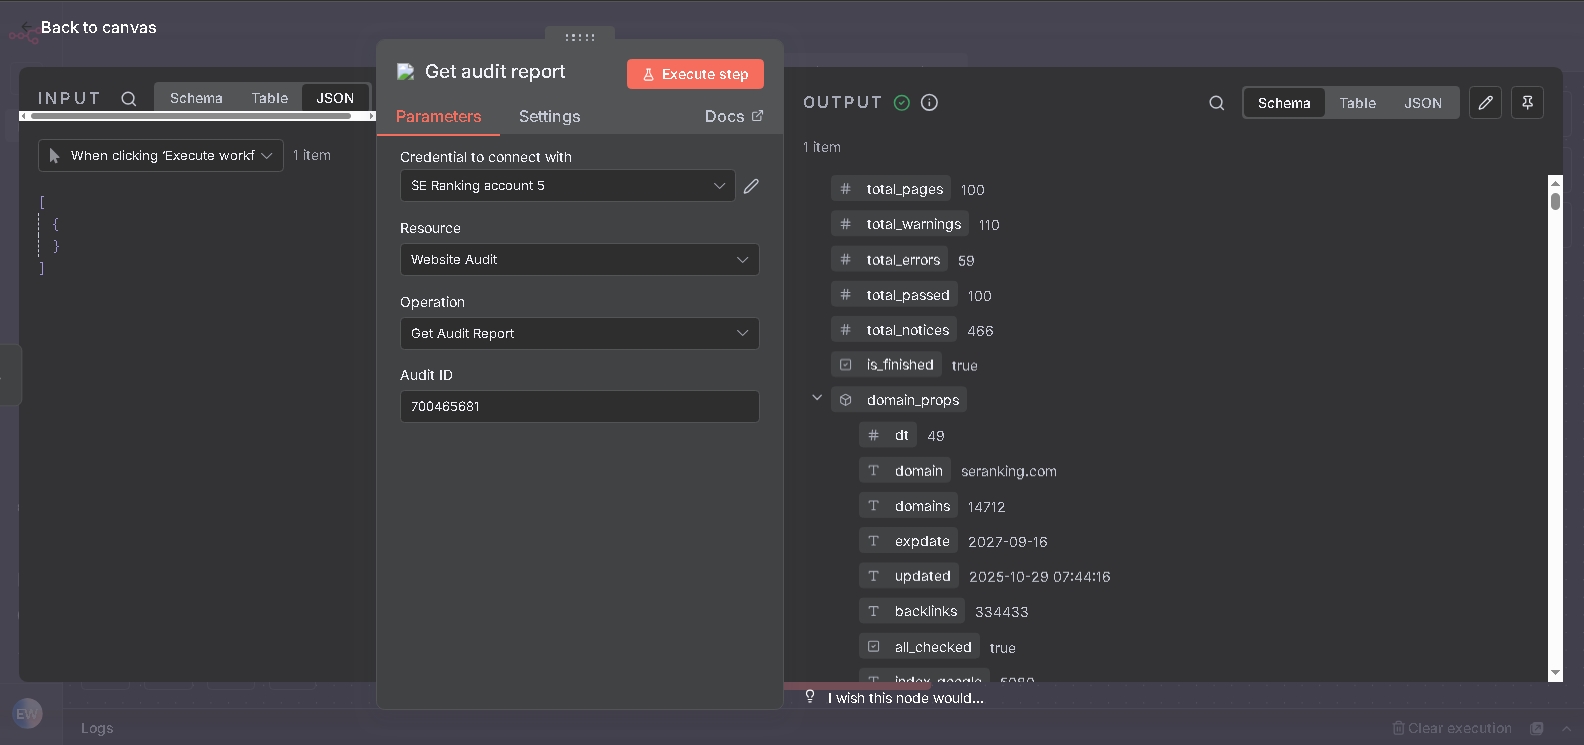 Back to canvas
INPUT
Schema
Table
JSON
When clicking 'Execute workf
1 item
[
{
}
]
Get audit report
Execute step
Parameters
Settings
Docs
Credential to connect with
SE Ranking account 5
Resource
Website Audit
Operation
Get Audit Report
Audit ID
700465681
OUTPUT
Schema
Table
JSON
1 item
# total_pages 100
# total_warnings 110
# total_errors 59
# total_passed 100
# total_notices 466
is_finished true
domain_props
# dt 49
T domain seranking.com
T domains 14712
T expdate 2027-09-16
T updated 2025-10-29 07:44:16
T backlinks 334433
all_checked true
T index_google 5080
I wish this node would...
EW
Logs
Clear execution